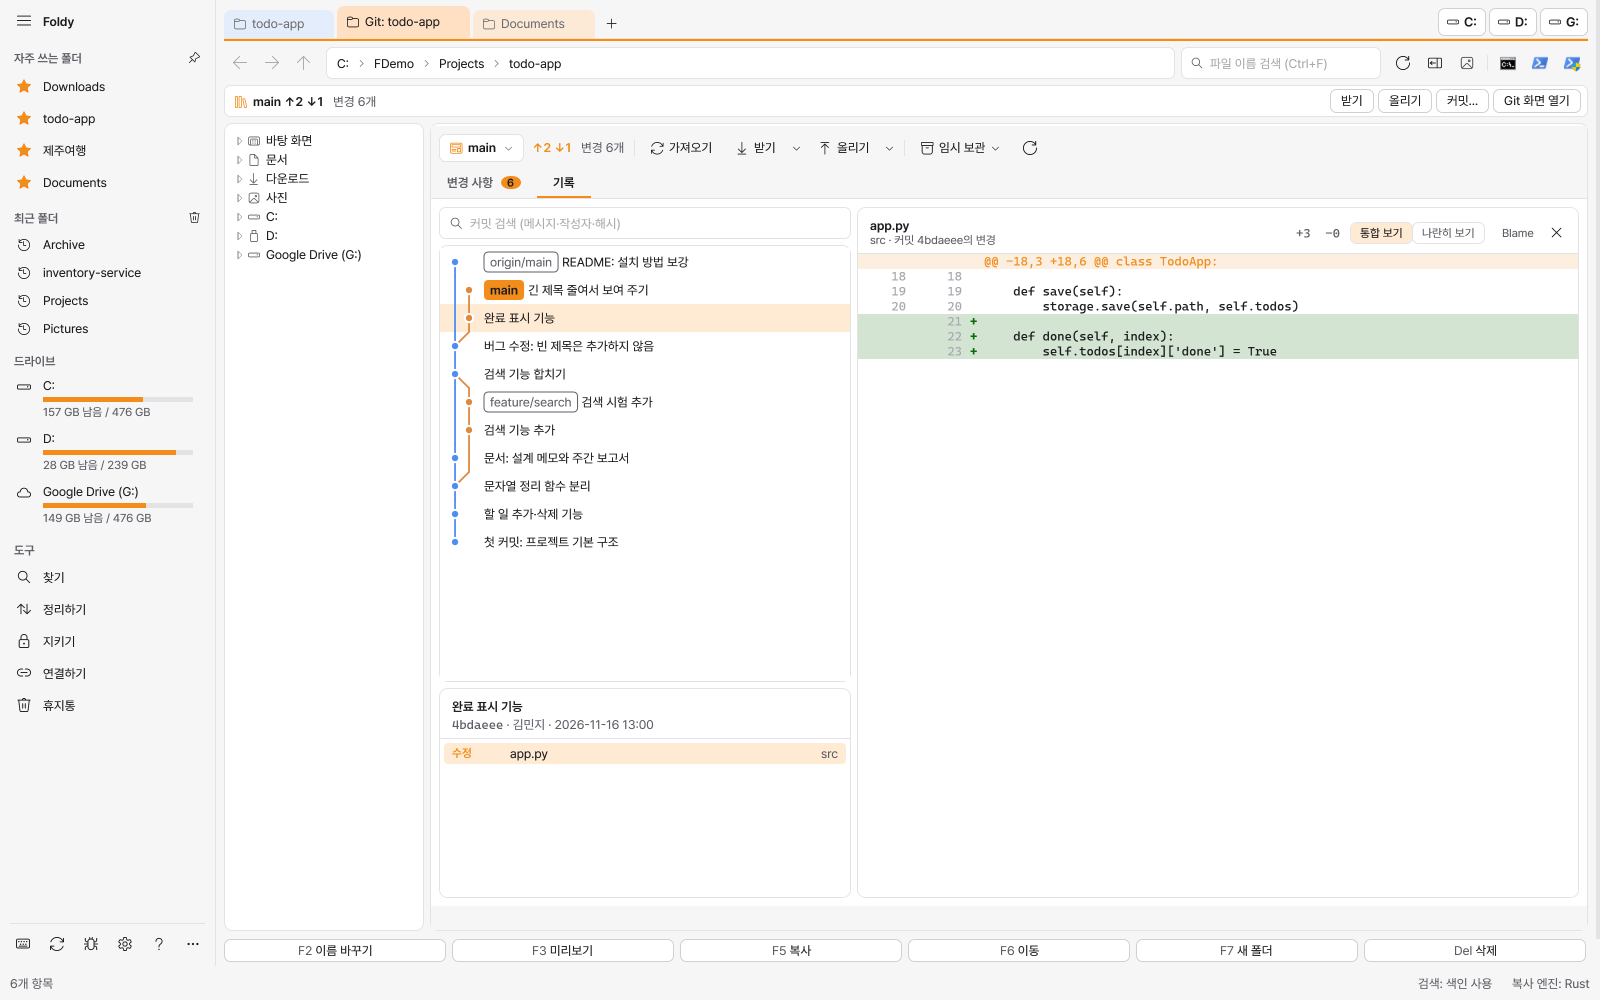 Foldy
자주 쓰는 폴더
Downloads
todo-app
제주여행
Documents
최근 폴더
Archive
inventory-service
Projects
Pictures
드라이브
C:
157 GB 남음 / 476 GB
D:
28 GB 남음 / 239 GB
Google Drive (G:)
149 GB 남음 / 476 GB
도구
찾기
정리하기
지키기
연결하기
휴지통
todo-app
Git: todo-app
Documents
C:
D:
G:
C: > FDemo > Projects > todo-app
파일 이름 검색 (Ctrl+F)
main ↑2 ↓1 변경 6개
받기
올리기
커밋...
Git 화면 열기
바탕 화면
문서
다운로드
사진
C:
D:
Google Drive (G:)
main
↑2 ↓1 변경 6개
가져오기
받기
올리기
임시 보관
변경 사항 6
기록
커밋 검색 (메시지·작성자·해시)
origin/main README: 설치 방법 보강
main 긴 제목 줄여서 보여 주기
완료 표시 기능
버그 수정: 빈 제목은 추가하지 않음
검색 기능 합치기
feature/search 검색 시험 추가
검색 기능 추가
문서: 설계 메모와 주간 보고서
문자열 정리 함수 분리
할 일 추가·삭제 기능
첫 커밋: 프로젝트 기본 구조
완료 표시 기능
4bdaeee · 김민지 · 2026-11-16 13:00
수정 app.py src
app.py
src · 커밋 4bdaeee의 변경
+3 −0 통합 보기 나란히 보기 Blame
@@ -18,3 +18,6 @@ class TodoApp:
18 18
19 19 def save(self):
20 20 storage.save(self.path, self.todos)
21 +
22 + def done(self, index):
23 + self.todos[index]['done'] = True
F2 이름 바꾸기
F3 미리보기
F5 복사
F6 이동
F7 새 폴더
Del 삭제
6개 항목
검색: 색인 사용
복사 엔진: Rust